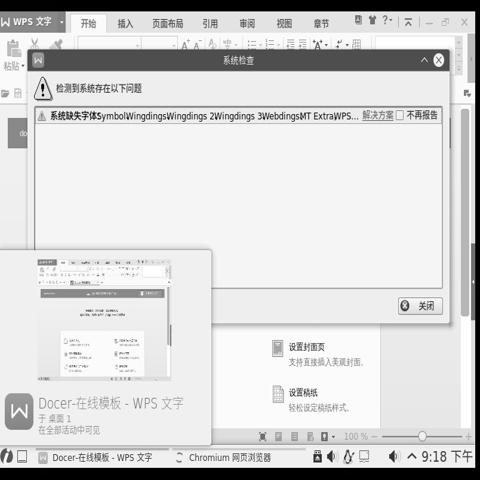 WPS 文字
开始 插入 页面布局 引用 审阅 视图 章节
粘贴
系统检查
检测到系统存在以下问题
系统缺失字体SymbolWingdingsWingdings 2Wingdings 3WebdingsMT ExtraWPS... 解决方案 不再报告
关闭
设置封面页
支持直接插入美观封面。
设置稿纸
轻松设定稿纸样式。
Docer-在线模板 - WPS 文字
于 桌面 1
在全部活动中可见
100 %
Docer-在线模板 - WPS 文字 Chromium 网页浏览器 9:18 下午